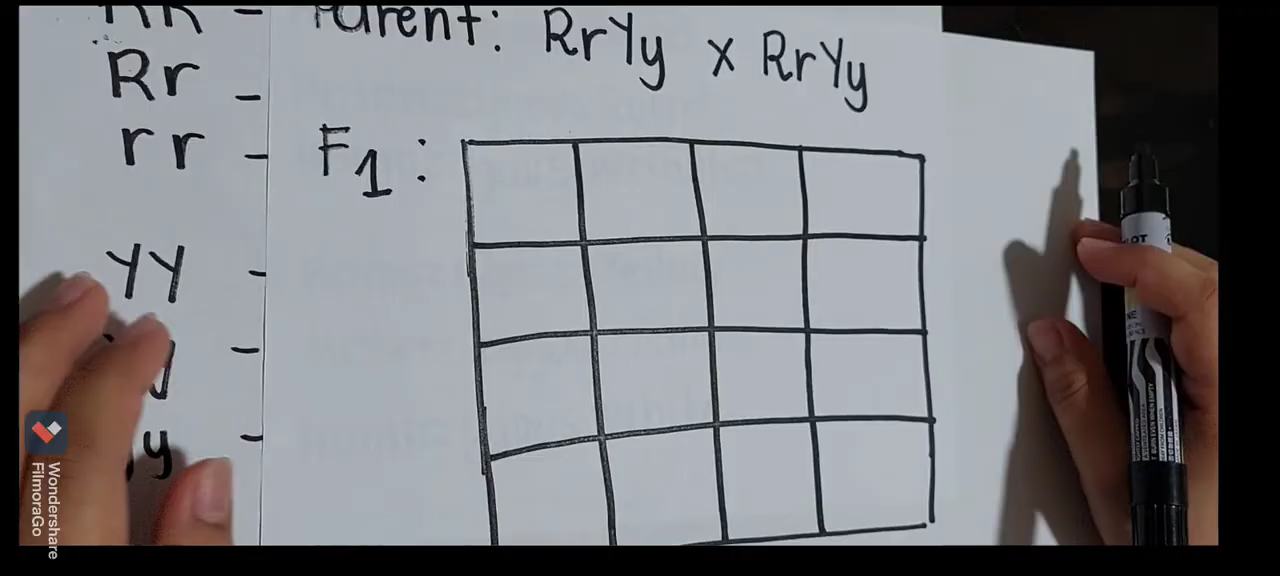 Parent: RrYy x RrYy
Rr -
rr -
F1:
YY -
-
y -
Wondershare
FilmoraGo